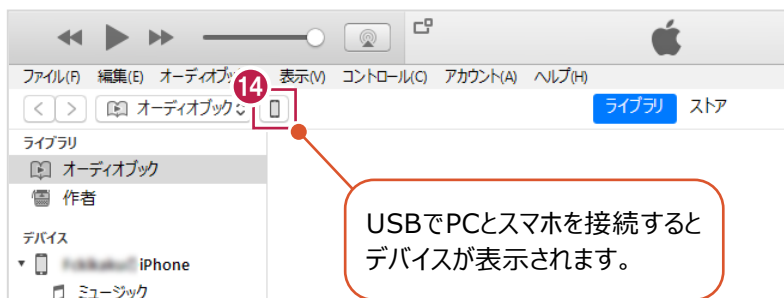 ファイル(F) 編集(E) オーディオブック 表示(V) コントロール(C) アカウント(A) ヘルプ(H)
14
オーディオブック
ライブラリ ストア
ライブラリ
オーディオブック
作者
デバイス
iPhone
ミュージック
USBでPCとスマホを接続すると
デバイスが表示されます。